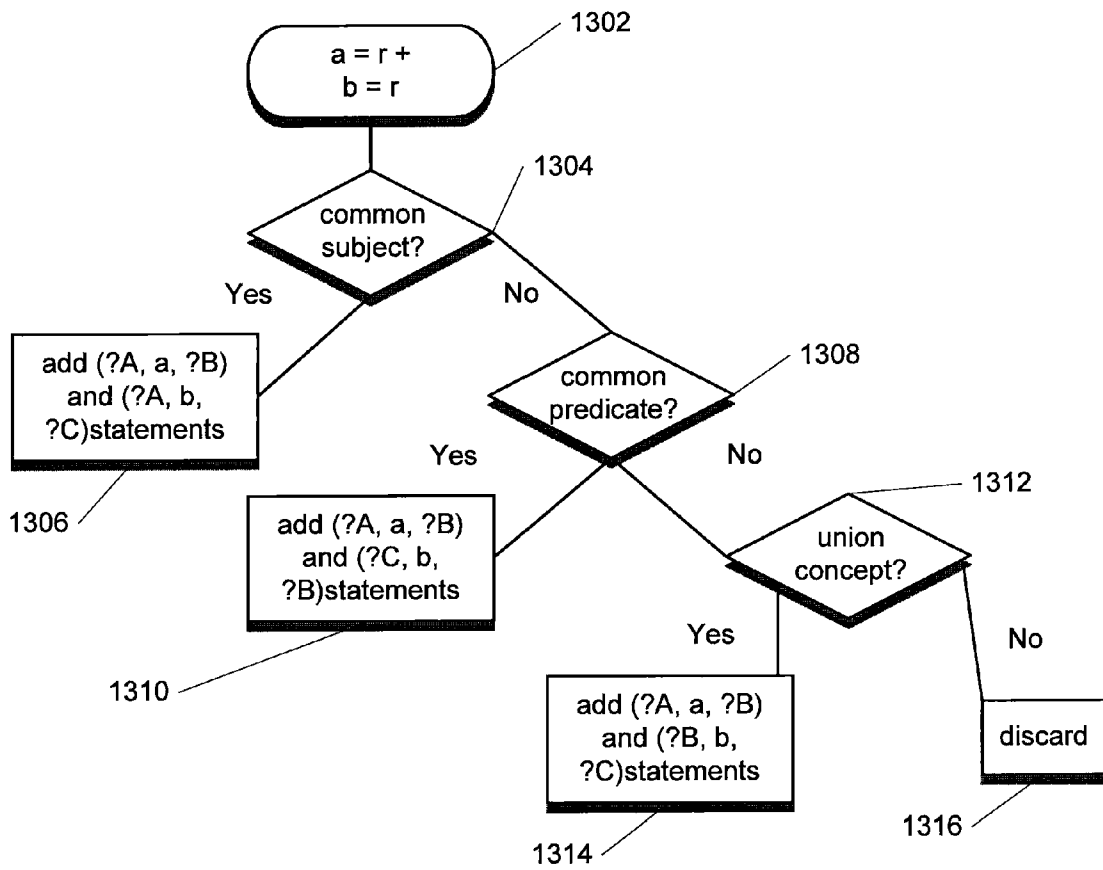 1302
a = r +
b = r
1304
common
subject?
Yes
No
add (?A, a, ?B)
and (?A, b,
?C)statements
1306
1308
common
predicate?
Yes
No
add (?A, a, ?B)
and (?C, b,
?B)statements
1310
1312
union
concept?
Yes
No
add (?A, a, ?B)
and (?B, b,
?C)statements
1314
discard
1316